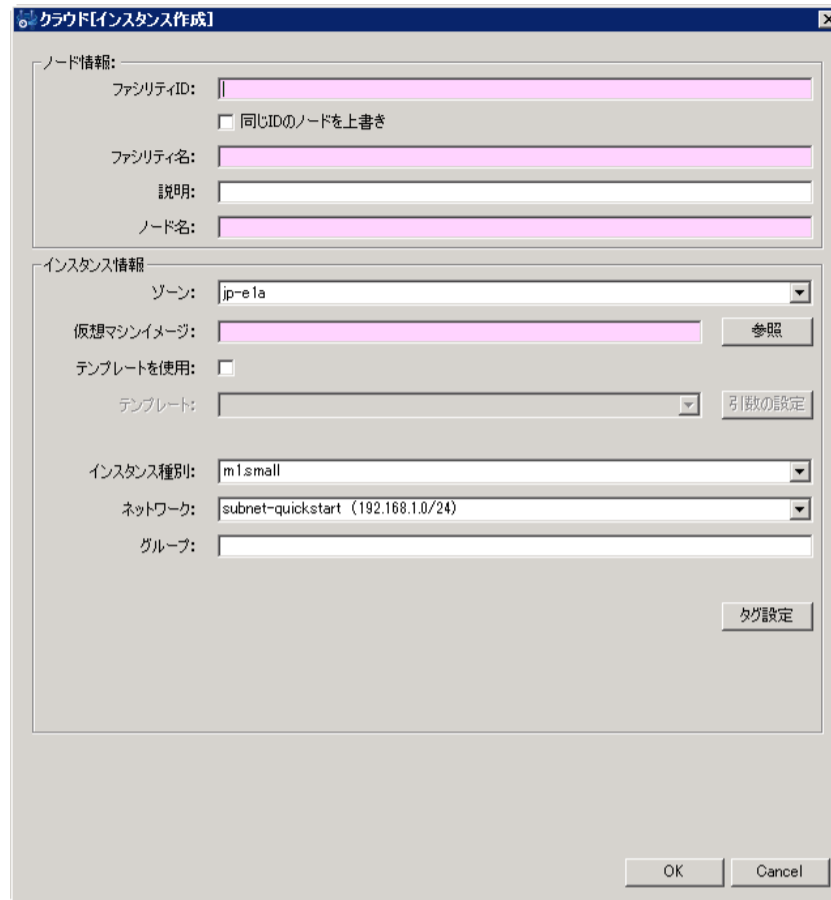 クラウド[インスタンス作成]
ノード情報:
ファシリティID:
同じIDのノードを上書き
ファシリティ名:
説明:
ノード名:
インスタンス情報
ゾーン: jp-e1a
仮想マシンイメージ: 参照
テンプレートを使用:
テンプレート: 引数の設定
インスタンス種別: m1.small
ネットワーク: subnet-quickstart (192.168.1.0/24)
グループ:
タグ設定
OK Cancel